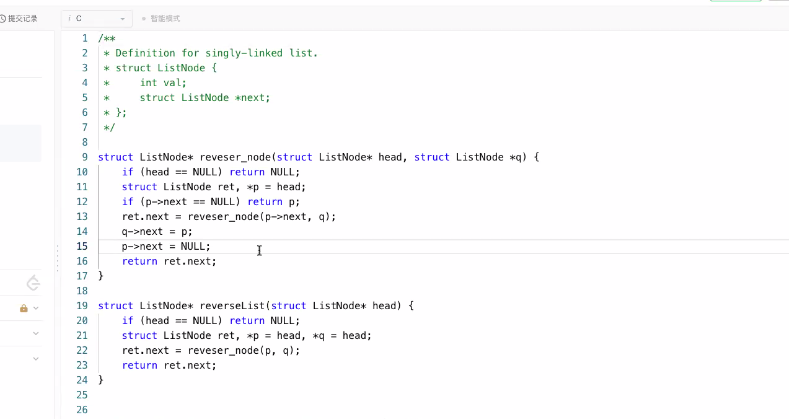 提交记录
C
智能模式
1 /**
2 * Definition for singly-linked list.
3 * struct ListNode {
4 *     int val;
5 *     struct ListNode *next;
6 * };
7 */
8
9 struct ListNode* reveser_node(struct ListNode* head, struct ListNode *q) {
10     if (head == NULL) return NULL;
11     struct ListNode ret, *p = head;
12     if (p->next == NULL) return p;
13     ret.next = reveser_node(p->next, q);
14     q->next = p;
15     p->next = NULL;
16     return ret.next;
17 }
18
19 struct ListNode* reverseList(struct ListNode* head) {
20     if (head == NULL) return NULL;
21     struct ListNode ret, *p = head, *q = head;
22     ret.next = reveser_node(p, q);
23     return ret.next;
24 }
25
26